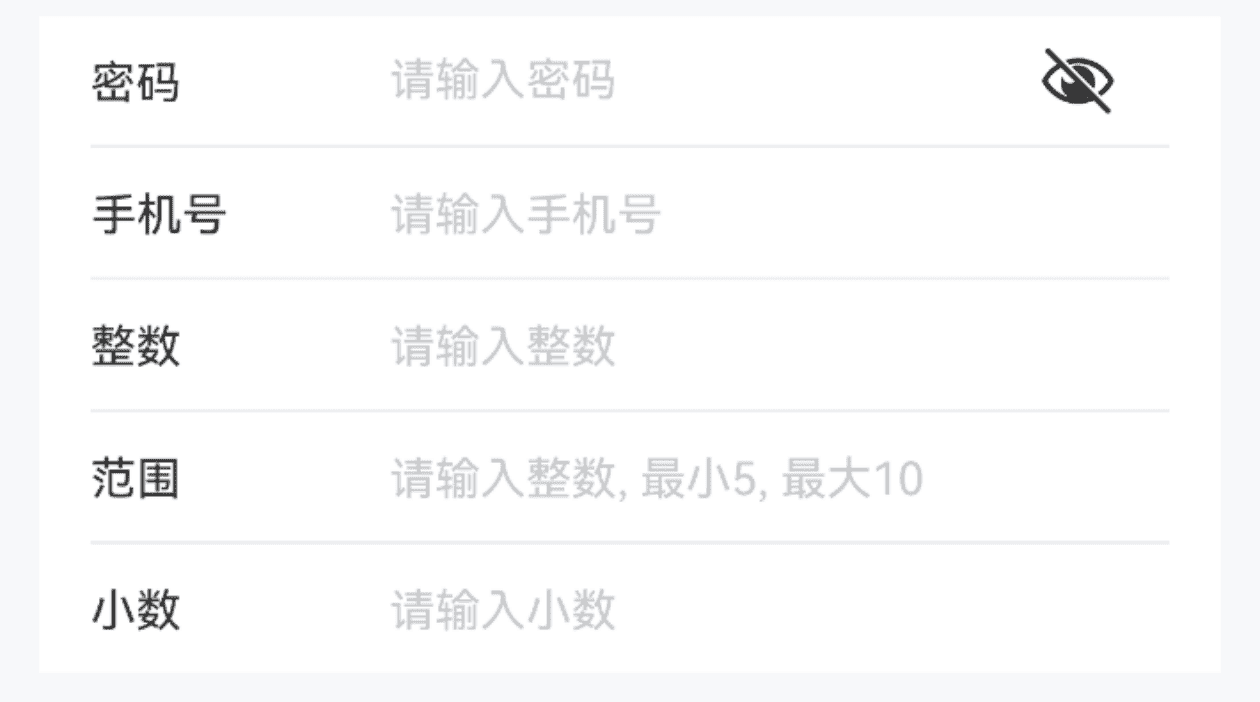 密码 请输入密码
手机号 请输入手机号
整数 请输入整数
范围 请输入整数, 最小5, 最大10
小数 请输入小数